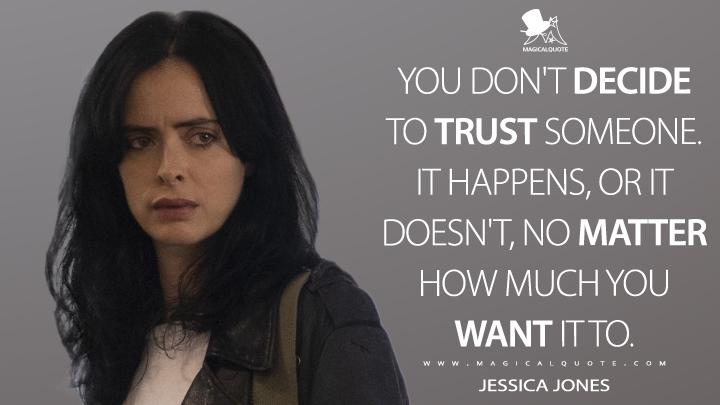 MAGICALQUOTE
YOU DON'T DECIDE
TO TRUST SOMEONE.
IT HAPPENS, OR IT
DOESN'T, NO MATTER
HOW MUCH YOU
WANT IT TO.
WWW.MAGICALQUOTE.COM
JESSICA JONES